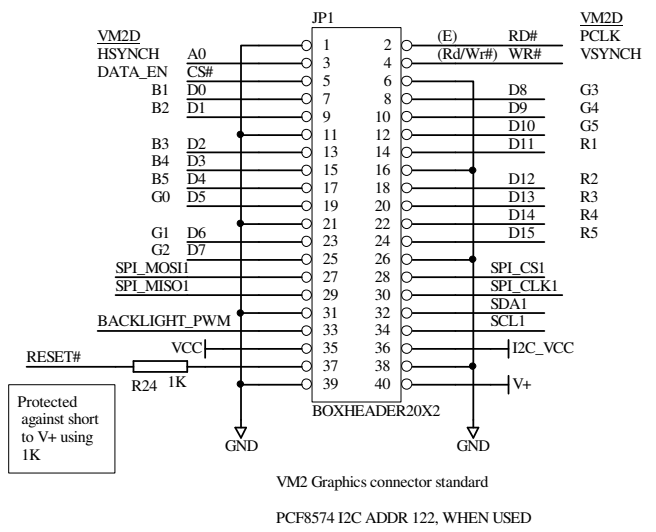 JP1
VM2D VM2D
HSYNCH A0 1 2 (E) RD# PCLK
DATA_EN CS# 3 4 (Rd/Wr#) WR# VSYNCH
B1 D0 5 6
B2 D1 7 8 D8 G3
9 10 D9 G4
11 12 D10 G5
B3 D2 13 14 D11 R1
B4 D3 15 16
B5 D4 17 18 D12 R2
G0 D5 19 20 D13 R3
21 22 D14 R4
G1 D6 23 24 D15 R5
G2 D7 25 26
SPI_MOSI1 27 28 SPI_CS1
SPI_MISO1 29 30 SPI_CLK1
31 32 SDA1
BACKLIGHT_PWM 33 34 SCL1
VCC 35 36 I2C_VCC
RESET# 37 38
R24 1K 39 40 V+
BOXHEADER20X2
Protected
against short
to V+ using
1K
GND GND
VM2 Graphics connector standard
PCF8574 I2C ADDR 122, WHEN USED